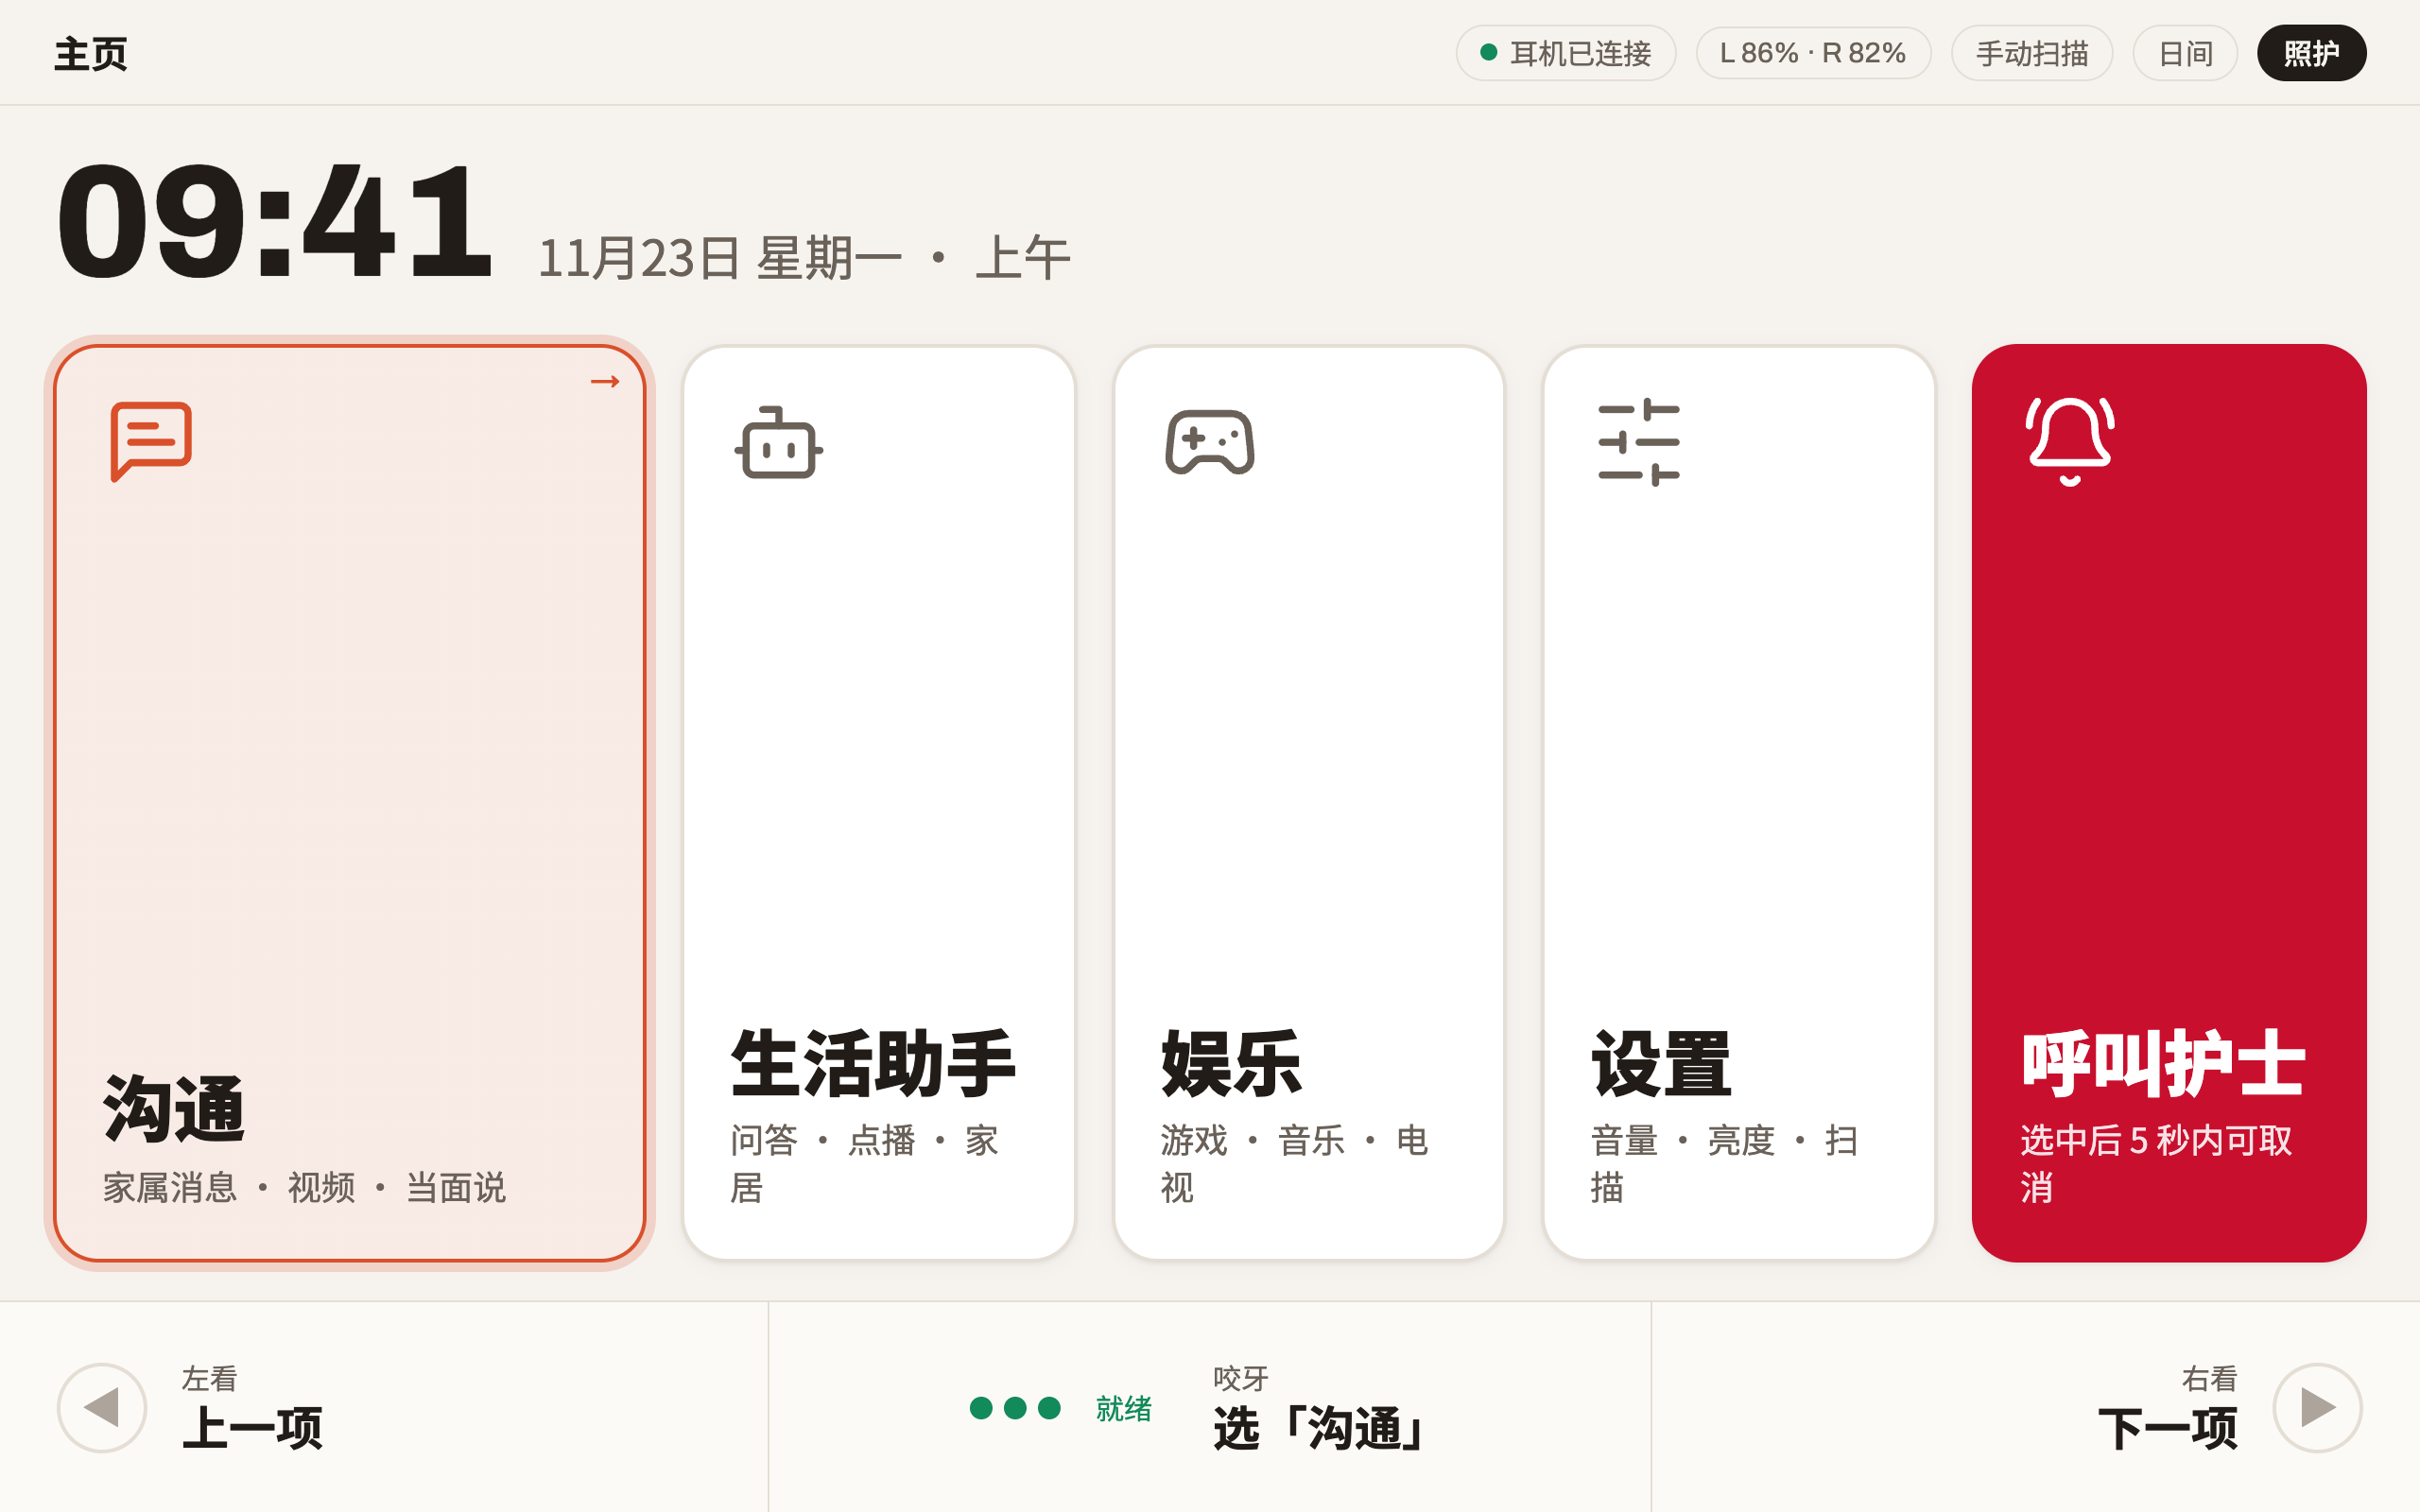 主页
耳机已连接
L 86% · R 82%
手动扫描
日间
照护
09:41
11月23日 星期一 · 上午
→
沟通
家属消息 · 视频 · 当面说
生活助手
问答 · 点播 · 家
居
娱乐
游戏 · 音乐 · 电
视
设置
音量 · 亮度 · 扫
描
呼叫护士
选中后 5 秒内可取
消
左看
上一项
就绪
咬牙
选「沟通」
右看
下一项